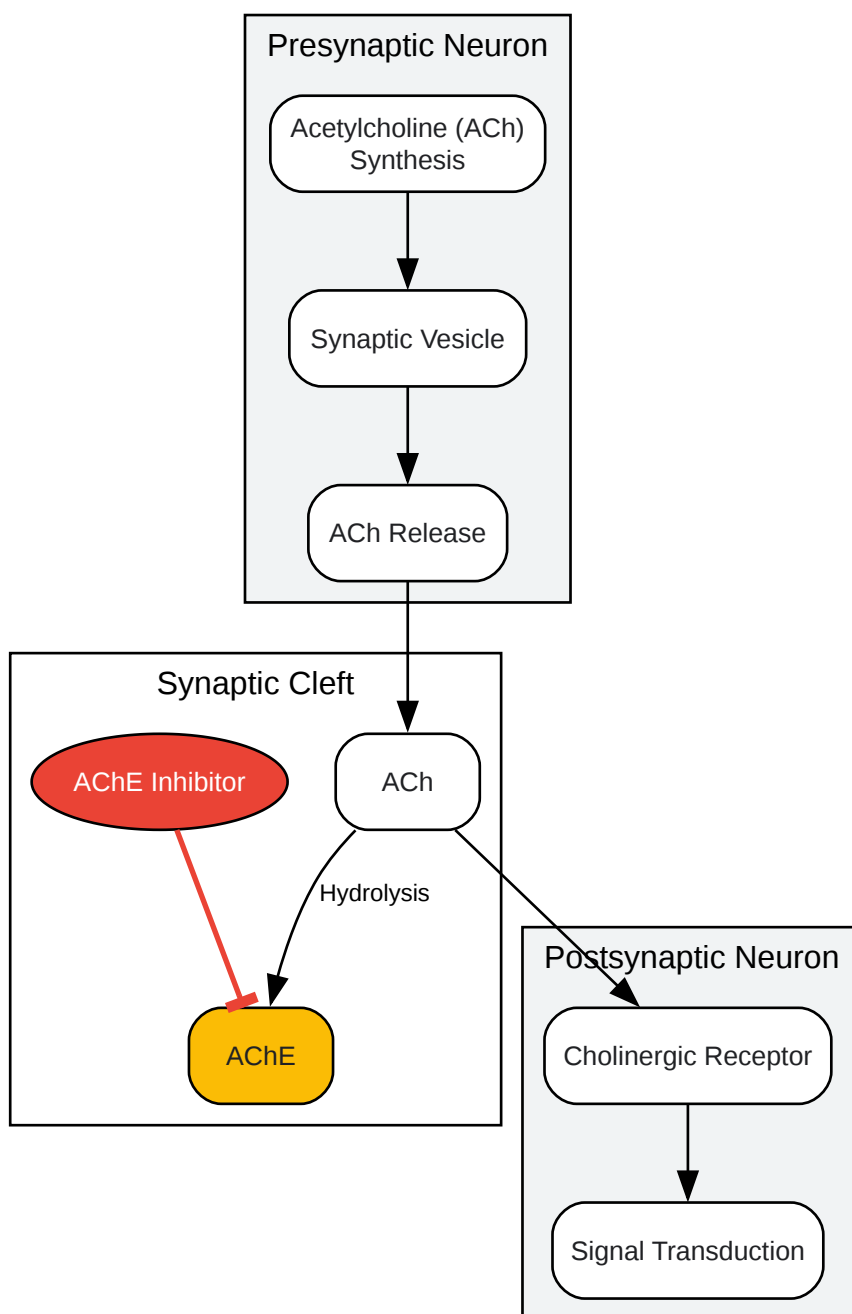 Presynaptic Neuron
Acetylcholine (ACh)
Synthesis
Synaptic Vesicle
ACh Release
Synaptic Cleft
AChE Inhibitor
ACh
Hydrolysis
AChE
Postsynaptic Neuron
Cholinergic Receptor
Signal Transduction